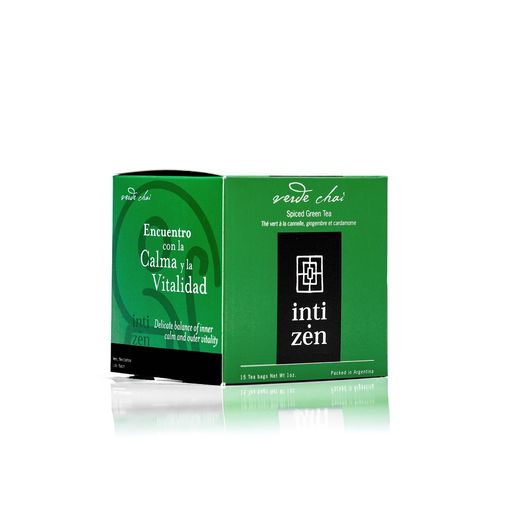 verde chai
Encuentro
con la
Calma y la
Vitalidad
inti
zen
Delicate balance of inner
calm and outer vitality
verde chai
Spiced Green Tea
Thé vert à la cannelle, gingembre et cardamome
inti
zen
15 Tea bags Net Wt 1oz.
Packed in Argentina